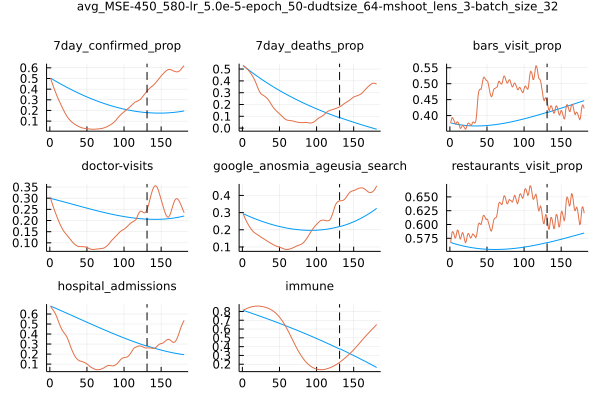 avg_MSE-450_580-lr_5.0e-5-epoch_50-dudtsize_64-mshoot_lens_3-batch_size_32
7day_confirmed_prop 7day_deaths_prop bars_visit_prop
0.6 0.5 0.4 0.3 0.2 0.1
0.5 0.4 0.3 0.2 0.1 0.0
0.55 0.50 0.45 0.40
0 50 100 150 0 50 100 150 0 50 100 150
doctor-visits google_anosmia_ageusia_search restaurants_visit_prop
0.35 0.30 0.25 0.20 0.15 0.10
0.4 0.3 0.2 0.1
0.650 0.625 0.600 0.575
0 50 100 150 0 50 100 150 0 50 100 150
hospital_admissions immune
0.6 0.5 0.4 0.3 0.2 0.1
0.8 0.7 0.6 0.5 0.4 0.3 0.2
0 50 100 150 0 50 100 150